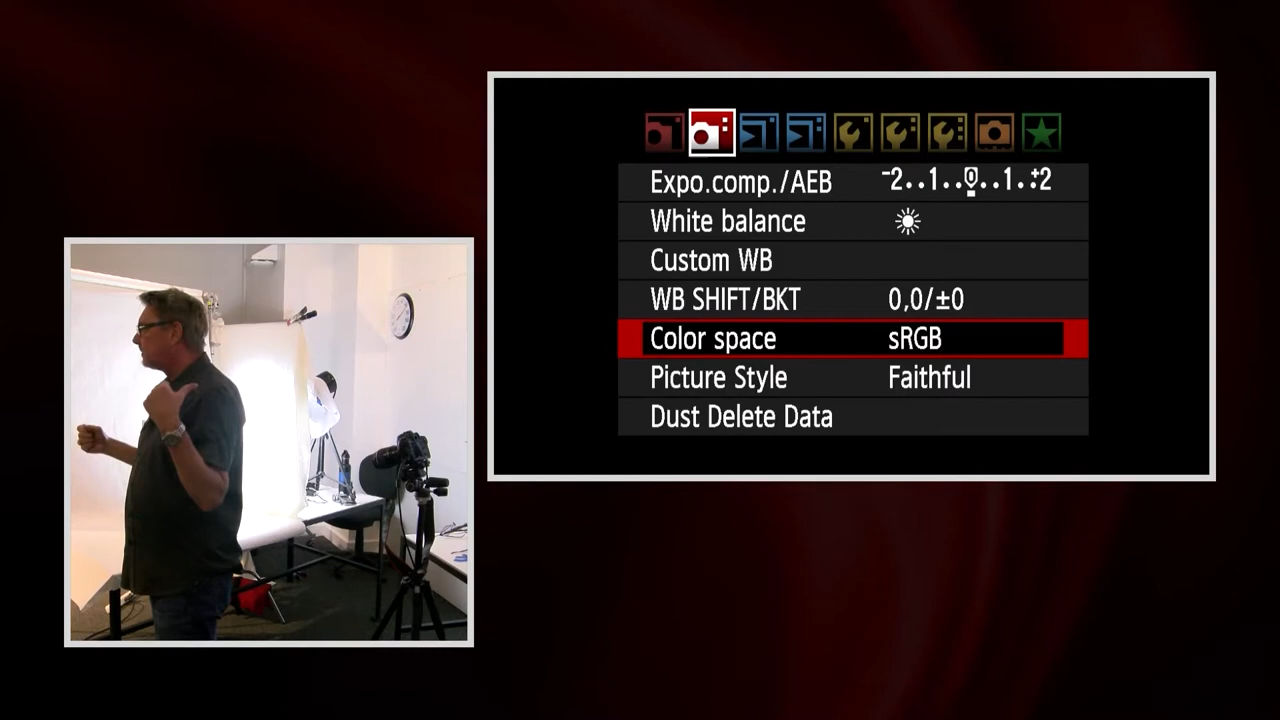 Expo.comp./AEB -2..1..0..1..+2
White balance
Custom WB
WB SHIFT/BKT 0,0/±0
Color space sRGB
Picture Style Faithful
Dust Delete Data